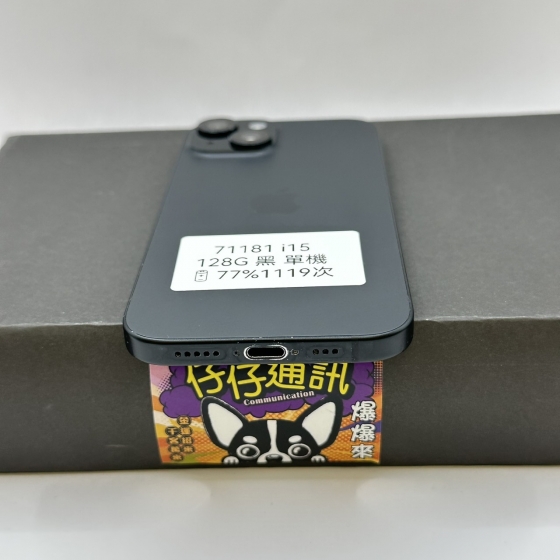 71181 i15
128G 黑 單機
77%1119次
仔仔通訊
Communication
爆爆來